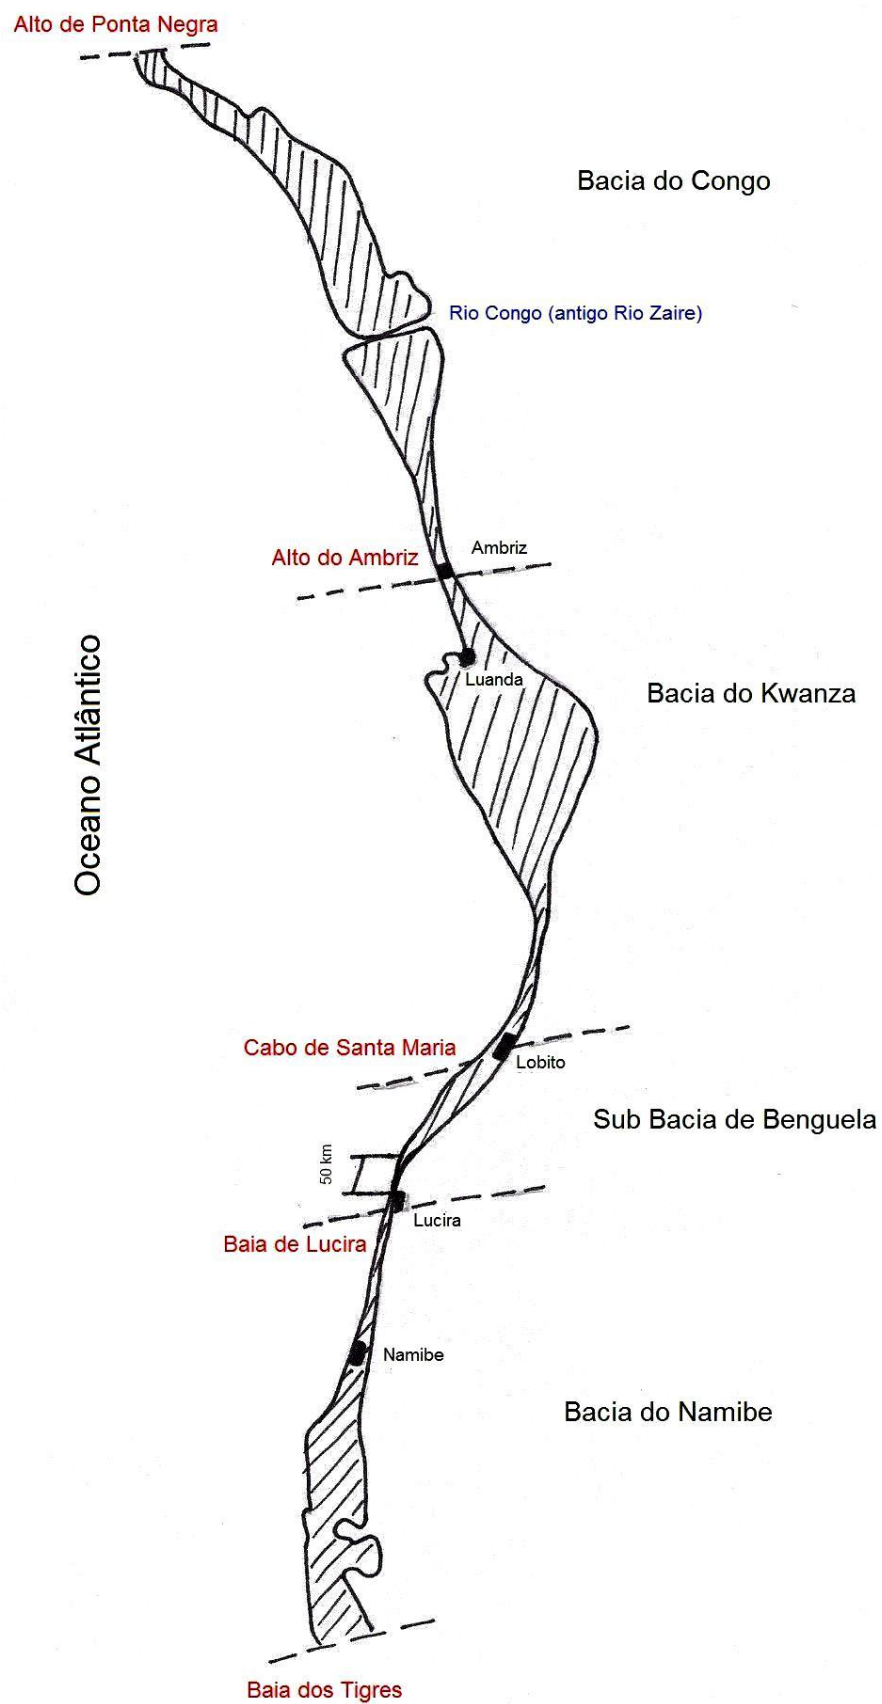 Alto de Ponta Negra
Bacia do Congo
Rio Congo (antigo Rio Zaire)
Ambriz
Alto do Ambriz
Luanda
Bacia do Kwanza
Oceano Atlântico
Cabo de Santa Maria
Lobito
Sub Bacia de Benguela
50 km
Lucira
Baia de Lucira
Namibe
Bacia do Namibe
Baia dos Tigres